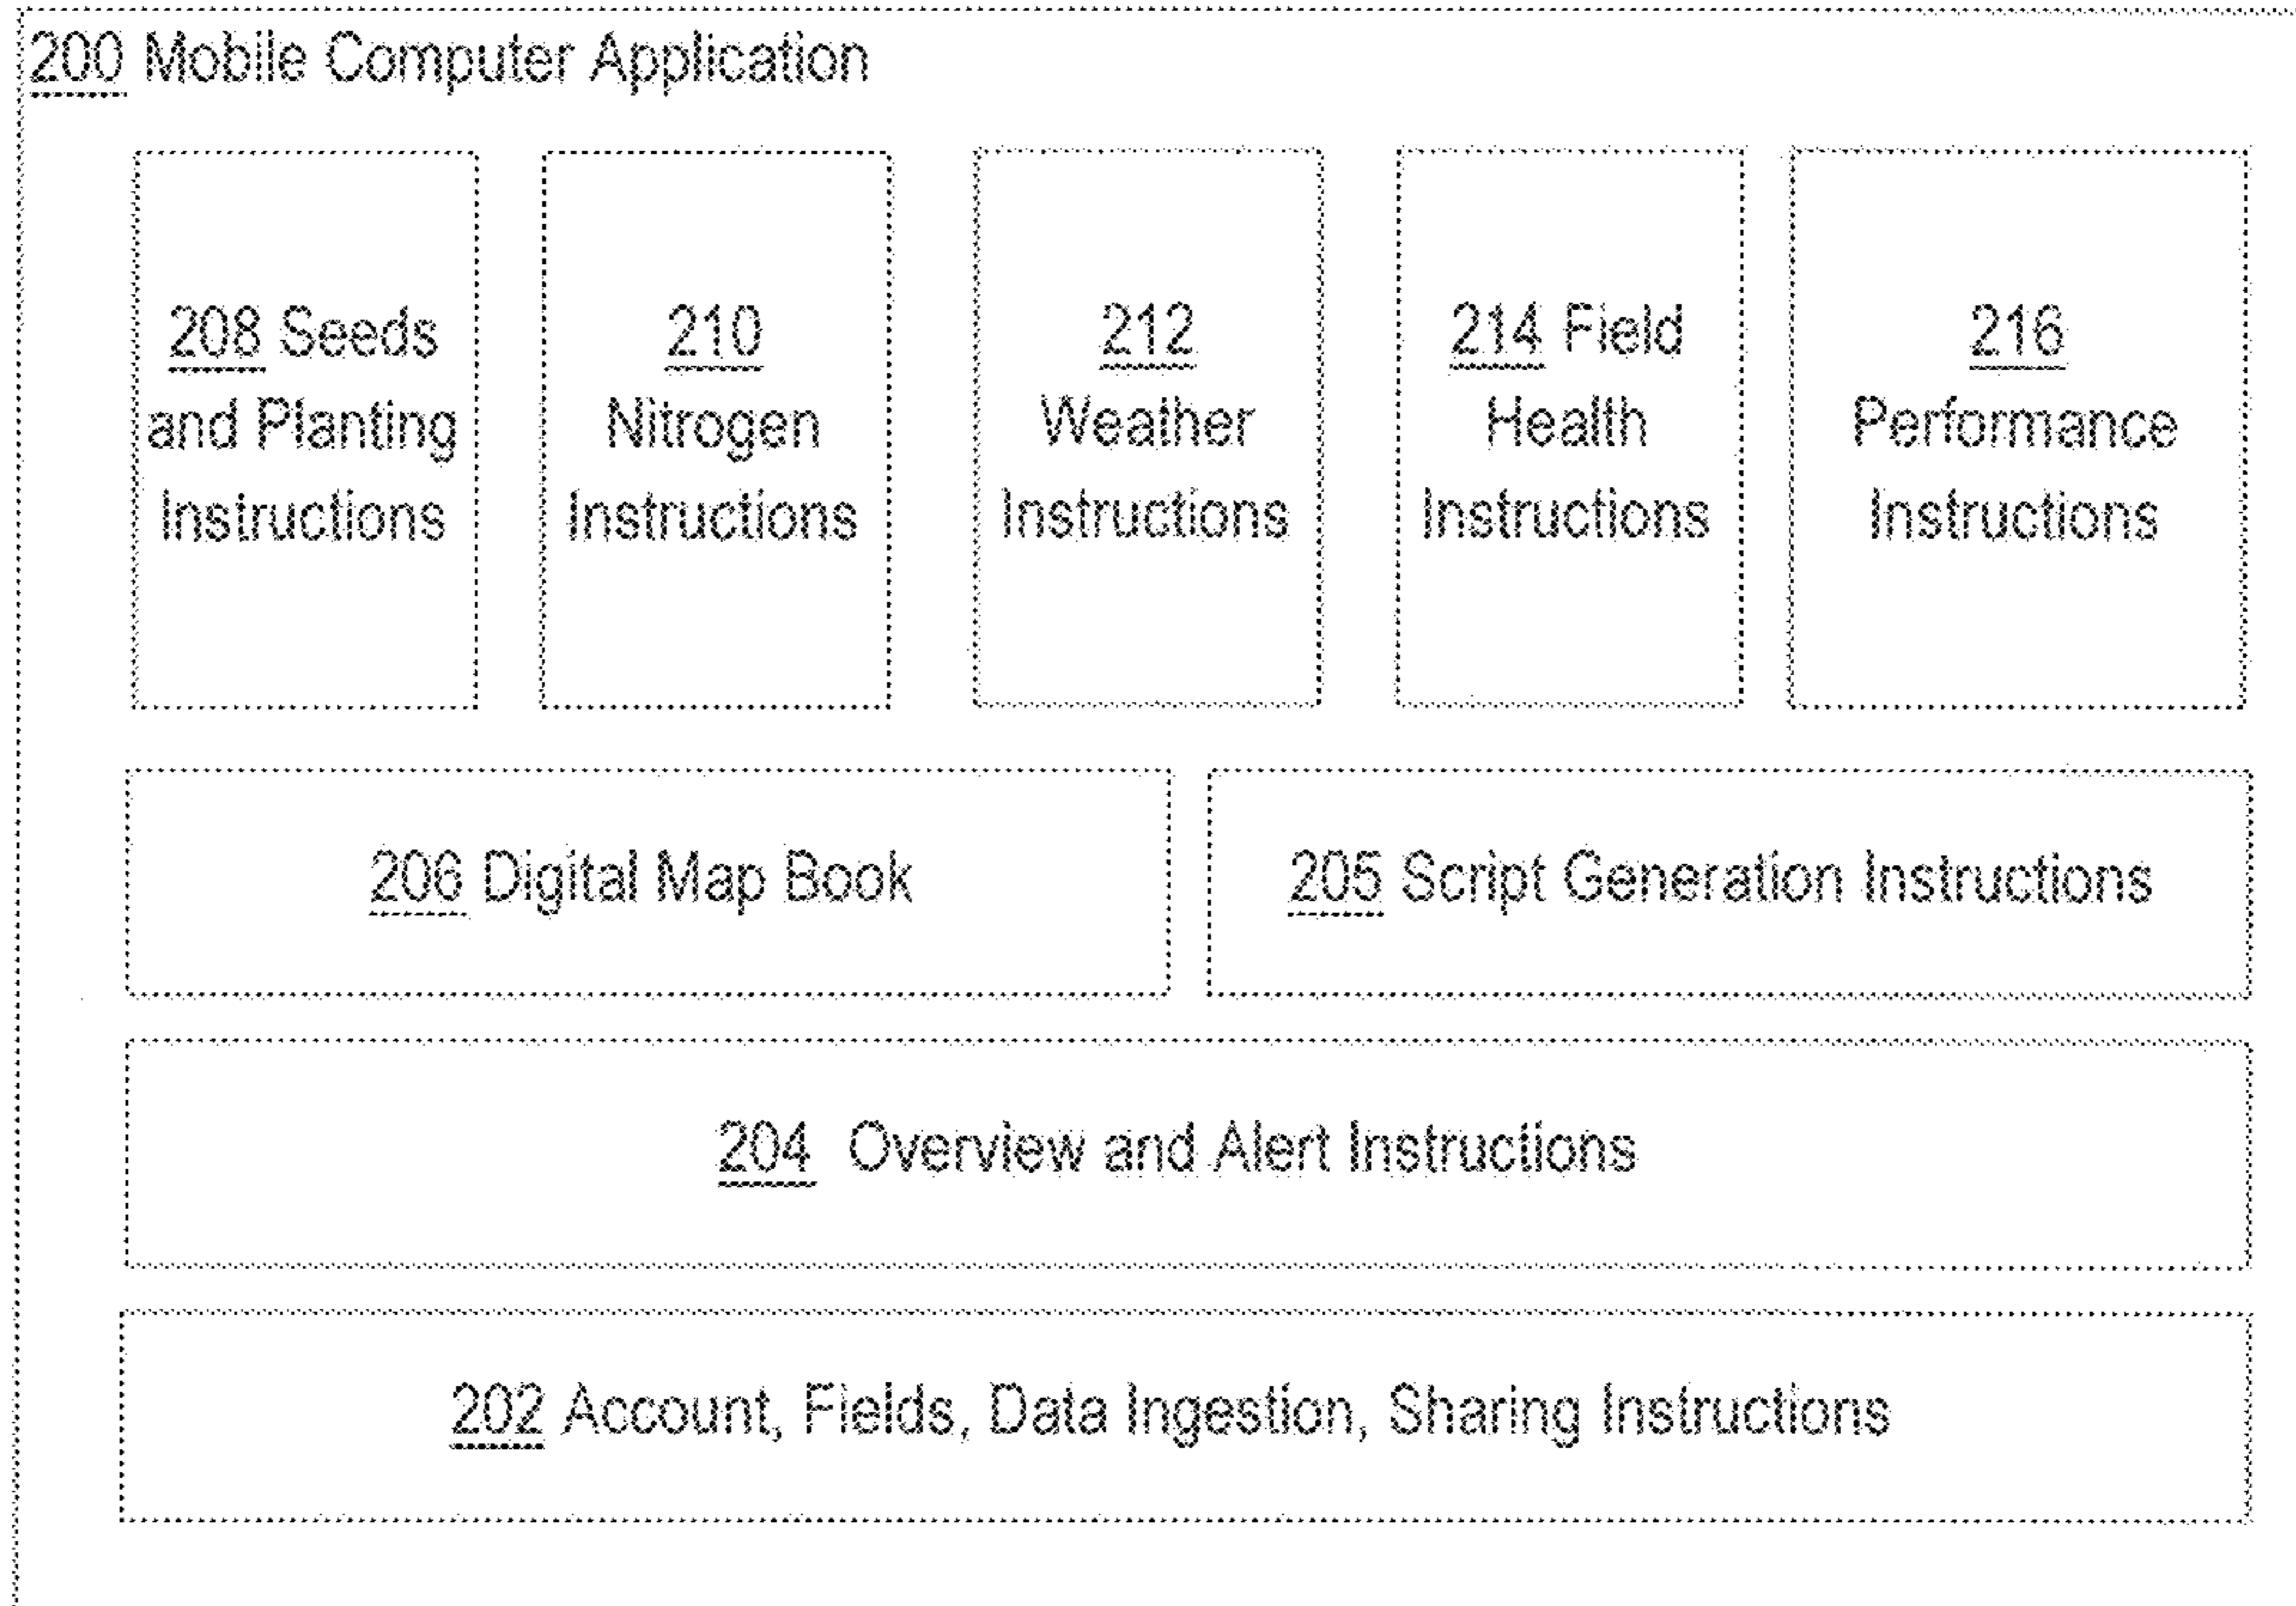 200 Mobile Computer Application
208 Seeds
and Planting
Instructions
210
Nitrogen
Instructions
212
Weather
Instructions
214 Field
Health
Instructions
216
Performance
Instructions
206 Digital Map Book
205 Script Generation Instructions
204 Overview and Alert Instructions
202 Account, Fields, Data Ingestion, Sharing Instructions